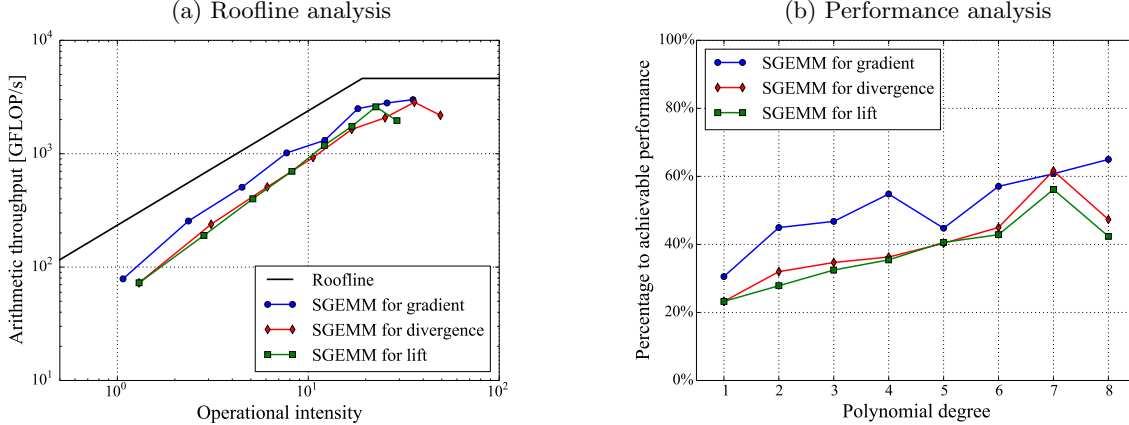 (a) Roofline analysis
Arithmetic throughput [GFLOP/s]
10^4
10^3
10^2
10^1
Roofline
SGEMM for gradient
SGEMM for divergence
SGEMM for lift
10^0
10^1
10^2
Operational intensity
(b) Performance analysis
Percentage to achievable performance
100%
80%
60%
40%
20%
0%
SGEMM for gradient
SGEMM for divergence
SGEMM for lift
1 2 3 4 5 6 7 8
Polynomial degree